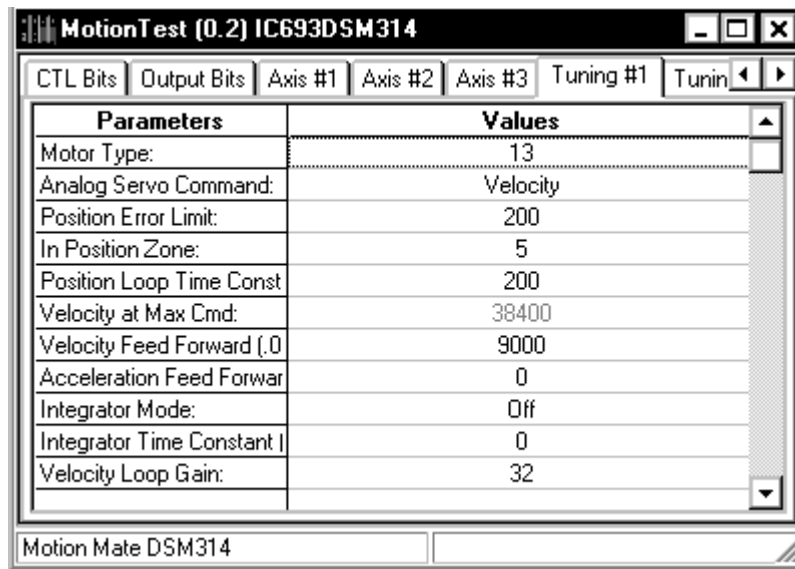 MotionTest (0.2) IC693DSM314
CTL Bits Output Bits Axis #1 Axis #2 Axis #3 Tuning #1 Tunin
Parameters Values
Motor Type: 13
Analog Servo Command: Velocity
Position Error Limit: 200
In Position Zone: 5
Position Loop Time Const 200
Velocity at Max Cmd: 38400
Velocity Feed Forward (.0 9000
Acceleration Feed Forwar 0
Integrator Mode: Off
Integrator Time Constant ( 0
Velocity Loop Gain: 32
Motion Mate DSM314